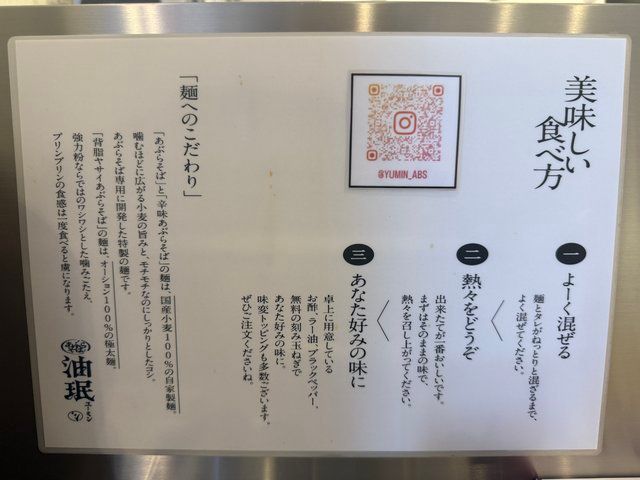 美味しい
食べ方
一 よーく混ぜる
麺とタレがねっとりと混ざるまで、
よく混ぜてください。
二 熱々をどうぞ
出来たてが一番おいしいです。
まずはそのままの味で、
熱々を召し上がってください。
三 あなた好みの味に
卓上に用意している
お酢、ラー油、ブラックペッパー、
無料の刻み玉ねぎで
あなた好みの味に。
味変トッピングも多数ございます。
ぜひご注文くださいね。
@YUMIN_ABS
「麺へのこだわり」
「あぶらそば」と「辛味あぶらそば」の麺は、国産小麦100%の自家製麺。
噛むほどに広がる小麦の旨みと、モチモチなのにしっかりとしたコシ。
あぶらそば専用に開発した特製の麺です。
「背脂ヤサイあぶらそば」の麺は、オーション100%の極太麺。
強力粉ならではのワシワシとした噛みごたえ、
プリンプリンの食感は一度食べると虜になります。
油珉
ユーミン